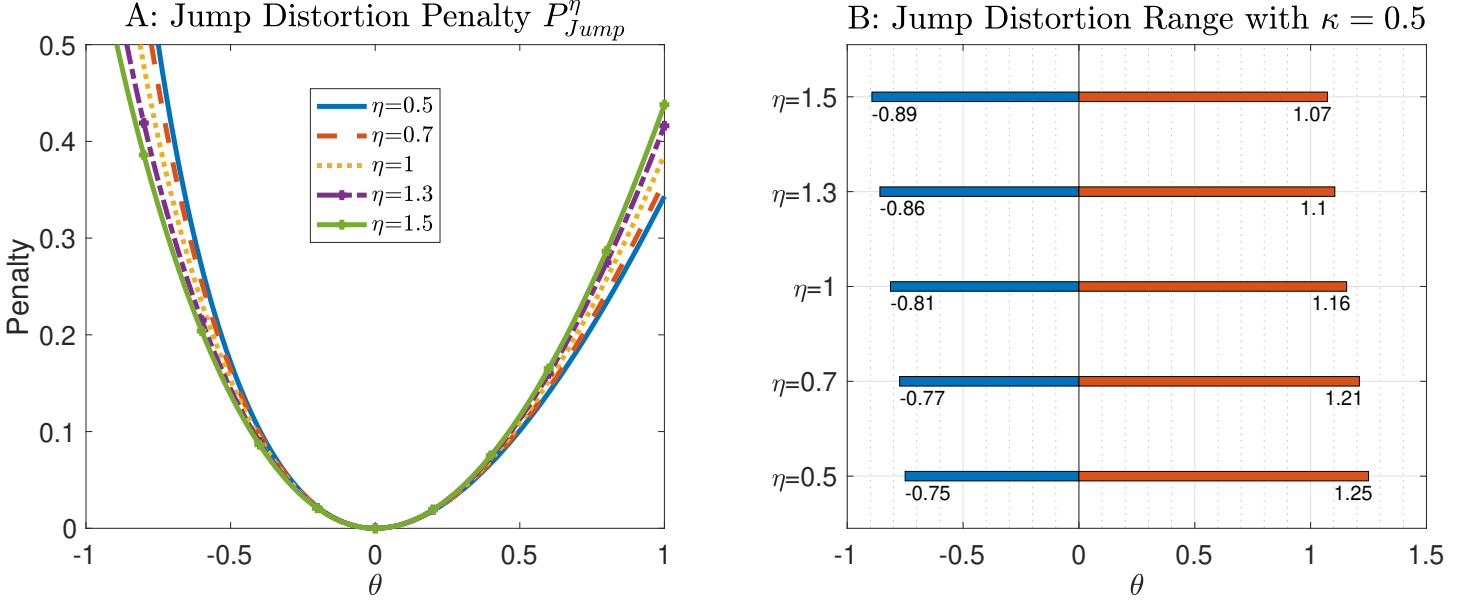 A: Jump Distortion Penalty P^η_Jump
0.5
0.4
0.3
0.2
0.1
0
Penalty
η=0.5
η=0.7
η=1
η=1.3
η=1.5
-1
-0.5
0
0.5
1
θ
B: Jump Distortion Range with κ = 0.5
η=1.5
-0.89
1.07
η=1.3
-0.86
1.1
η=1
-0.81
1.16
η=0.7
-0.77
1.21
η=0.5
-0.75
1.25
-1
-0.5
0
0.5
1
1.5
θ